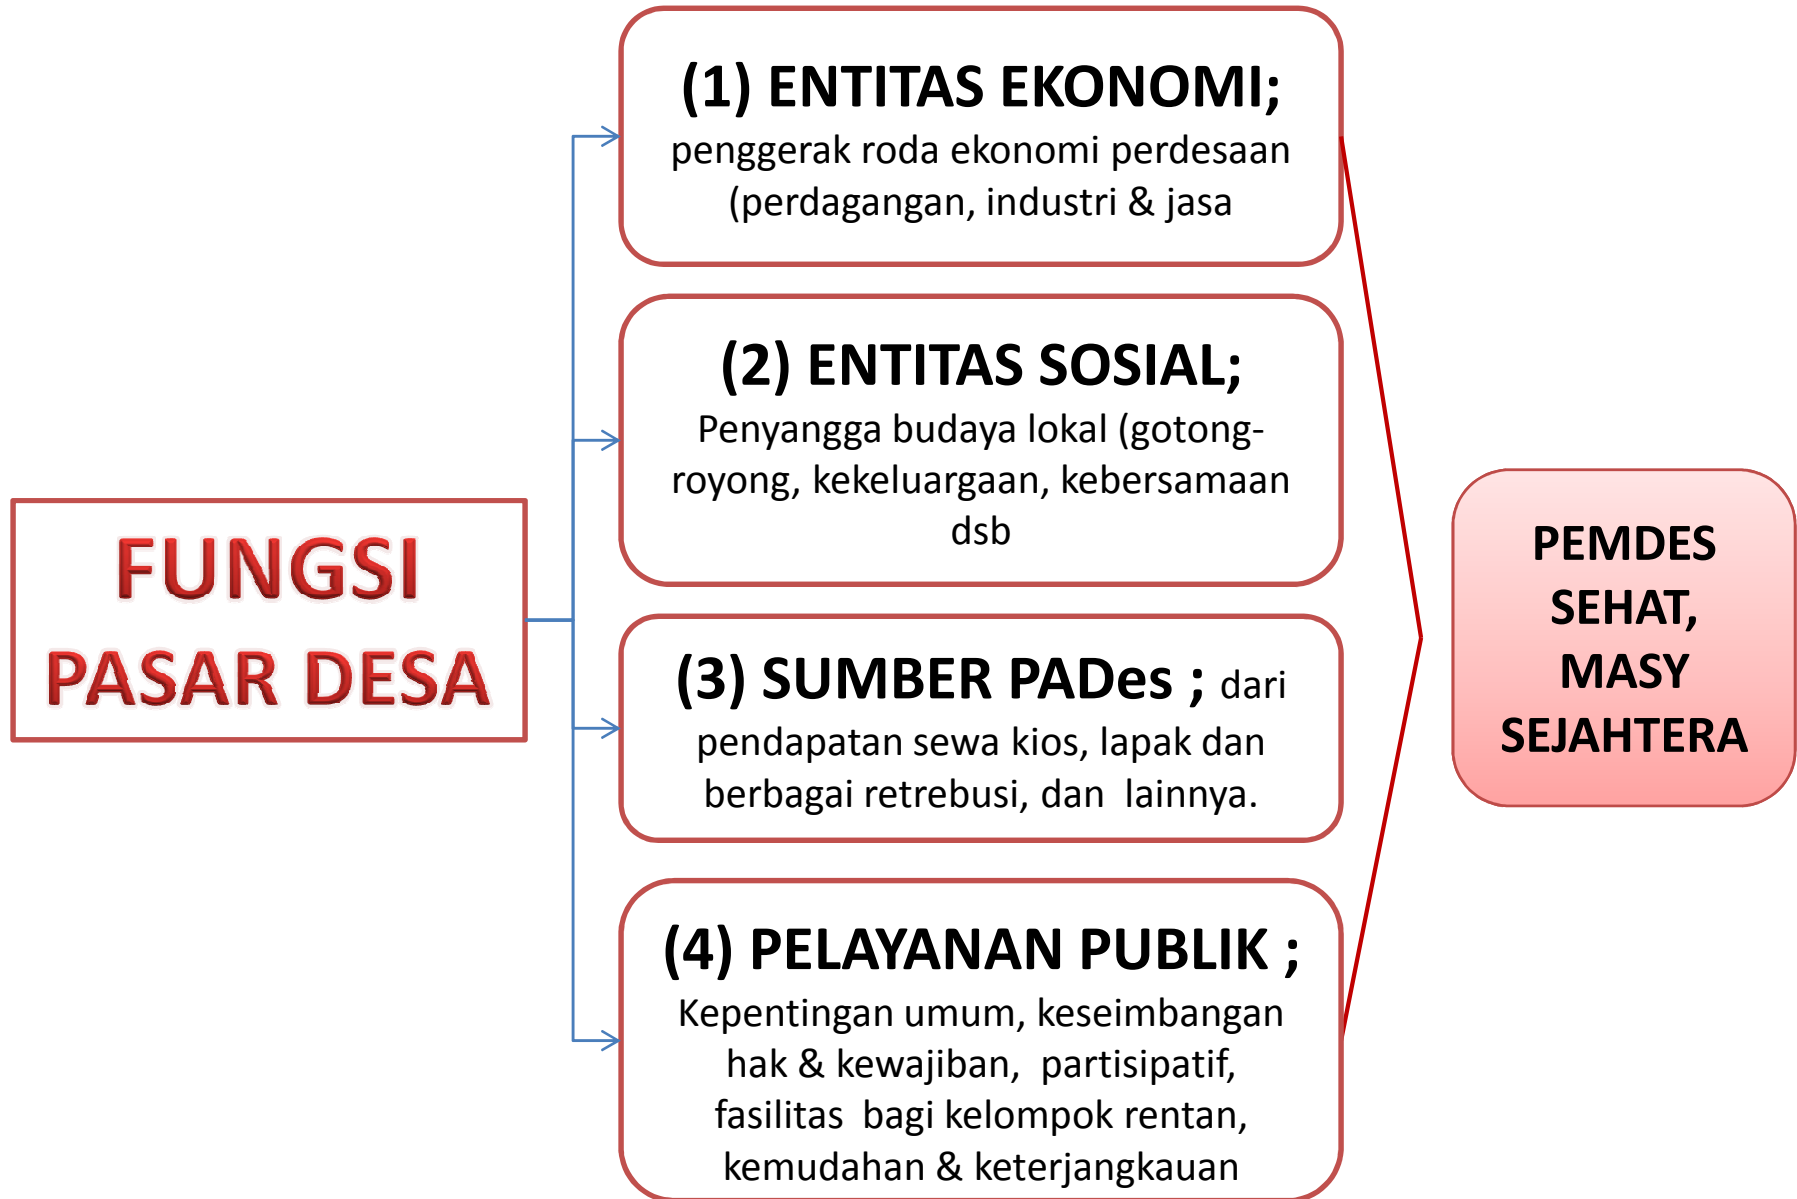 FUNGSI
PASAR DESA
(1) ENTITAS EKONOMI;
penggerak roda ekonomi perdesaan
(perdagangan, industri & jasa
(2) ENTITAS SOSIAL;
Penyangga budaya lokal (gotong-
royong, kekeluargaan, kebersamaan
dsb
(3) SUMBER PADes ; dari
pendapatan sewa kios, lapak dan
berbagai retrebusi, dan  lainnya.
(4) PELAYANAN PUBLIK ;
Kepentingan umum, keseimbangan
hak & kewajiban,  partisipatif,
fasilitas  bagi kelompok rentan,
kemudahan & keterjangkauan
PEMDES
SEHAT,
MASY
SEJAHTERA